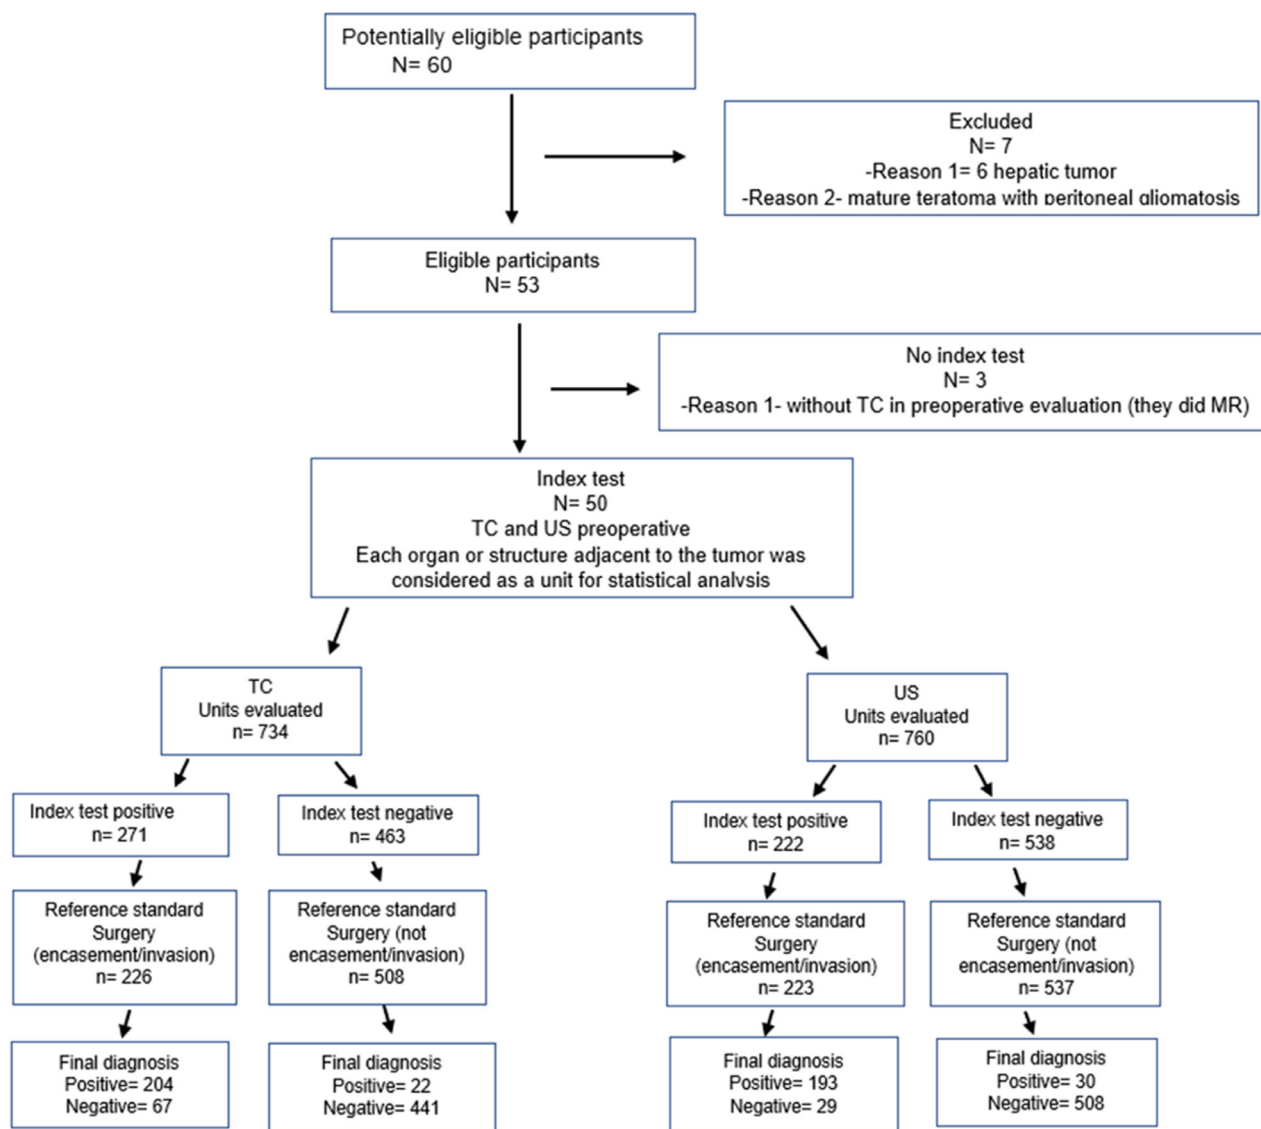 Potentially eligible participants
N= 60
Excluded
N= 7
-Reason 1= 6 hepatic tumor
-Reason 2- mature teratoma with peritoneal gliomatosis
Eligible participants
N= 53
No index test
N= 3
-Reason 1- without TC in preoperative evaluation (they did MR)
Index test
N= 50
TC and US preoperative
Each organ or structure adjacent to the tumor was
considered as a unit for statistical analysis
TC
Units evaluated
n= 734
US
Units evaluated
n= 760
Index test positive
n= 271
Index test negative
n= 463
Index test positive
n= 222
Index test negative
n= 538
Reference standard
Surgery
(encasement/invasion)
n= 226
Reference standard
Surgery (not
encasement/invasion)
n= 508
Reference standard
Surgery
(encasement/invasion)
n= 223
Reference standard
Surgery (not
encasement/invasion)
n= 537
Final diagnosis
Positive= 204
Negative= 67
Final diagnosis
Positive= 22
Negative= 441
Final diagnosis
Positive= 193
Negative= 29
Final diagnosis
Positive= 30
Negative= 508